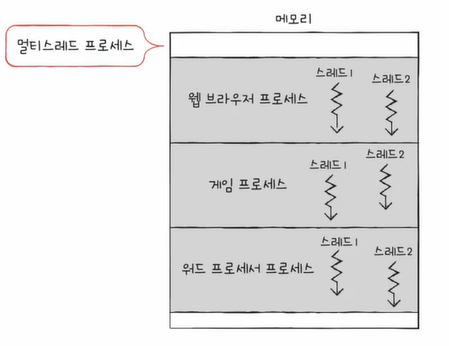 메모리
멀티스레드 프로세스
스레드1
스레드2
웹 브라우저 프로세스
스레드1
스레드2
게임 프로세스
스레드1
스레드2
워드 프로세서 프로세스